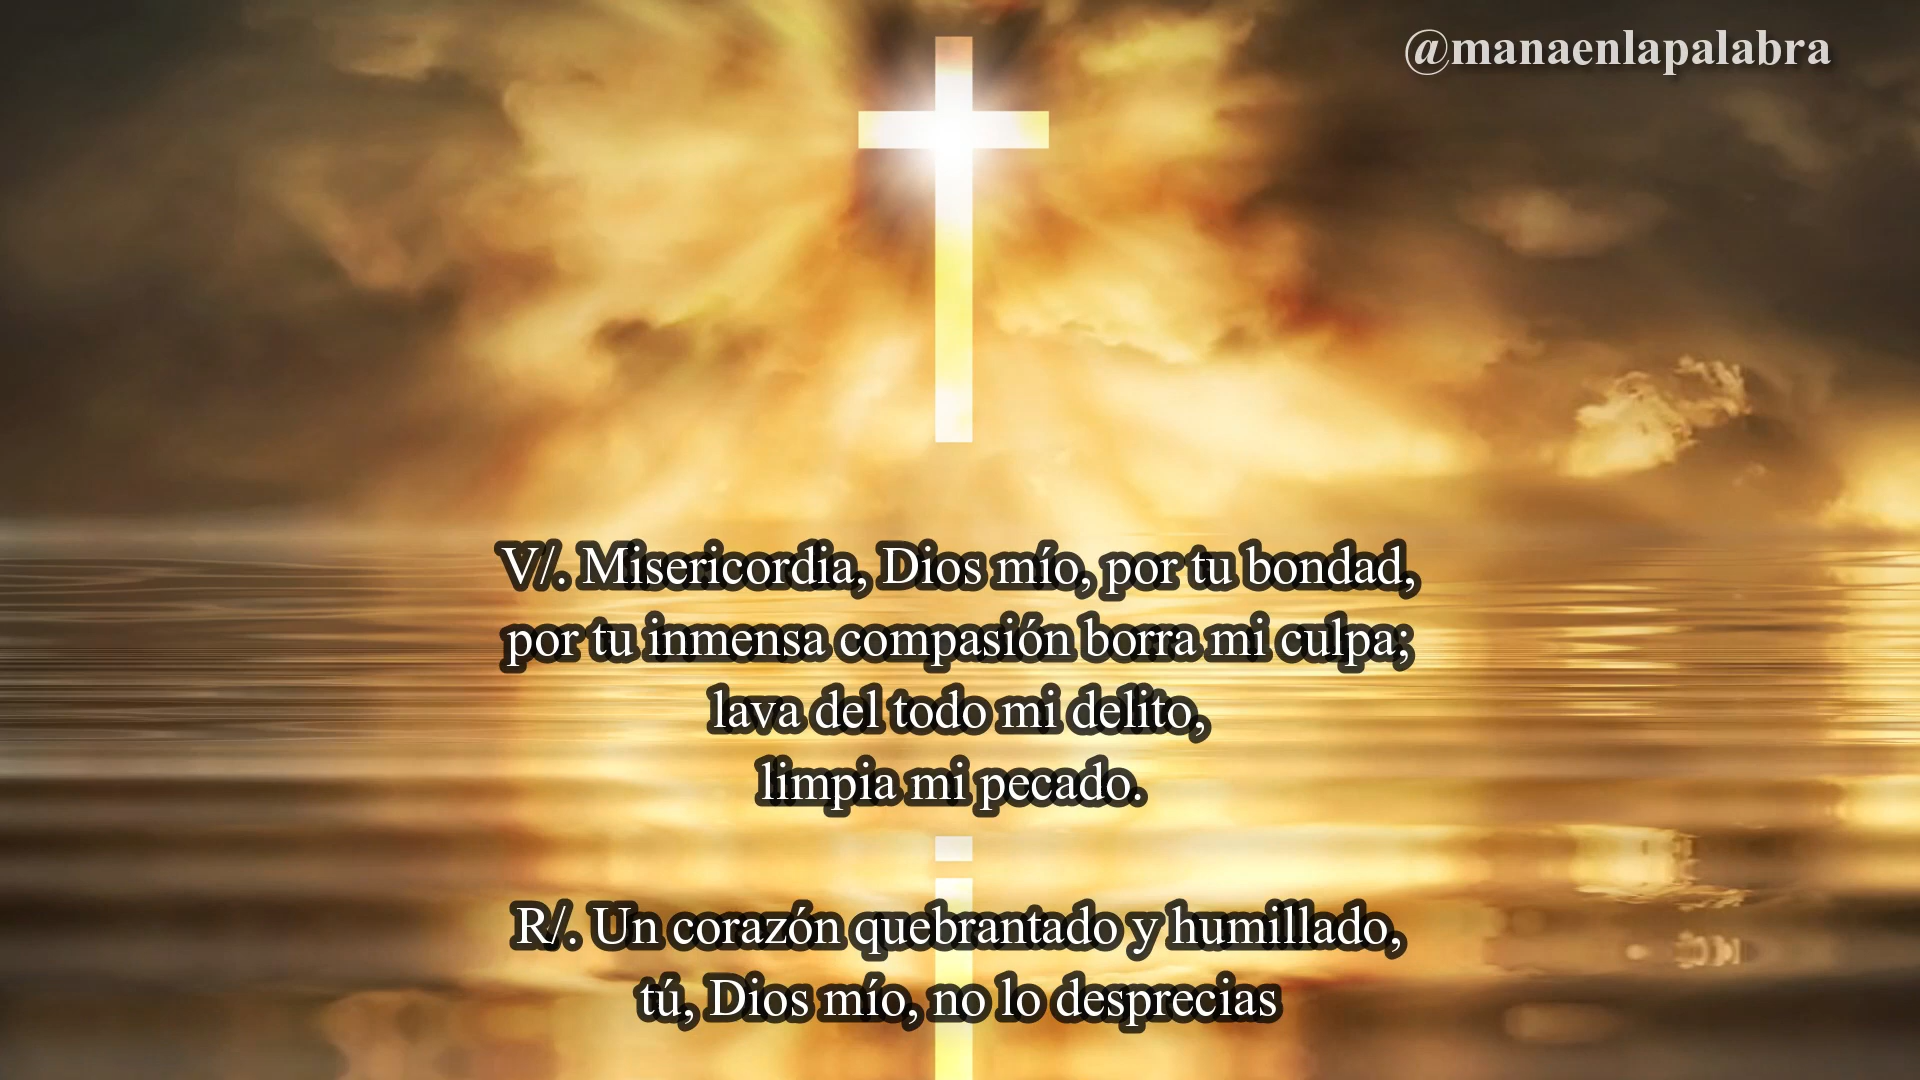 @manaenlapalabra
V/. Misericordia, Dios mío, por tu bondad,
por tu inmensa compasión borra mi culpa;
lava del todo mi delito,
limpia mi pecado.
R/. Un corazón quebrantado y humillado,
tú, Dios mío, no lo desprecias